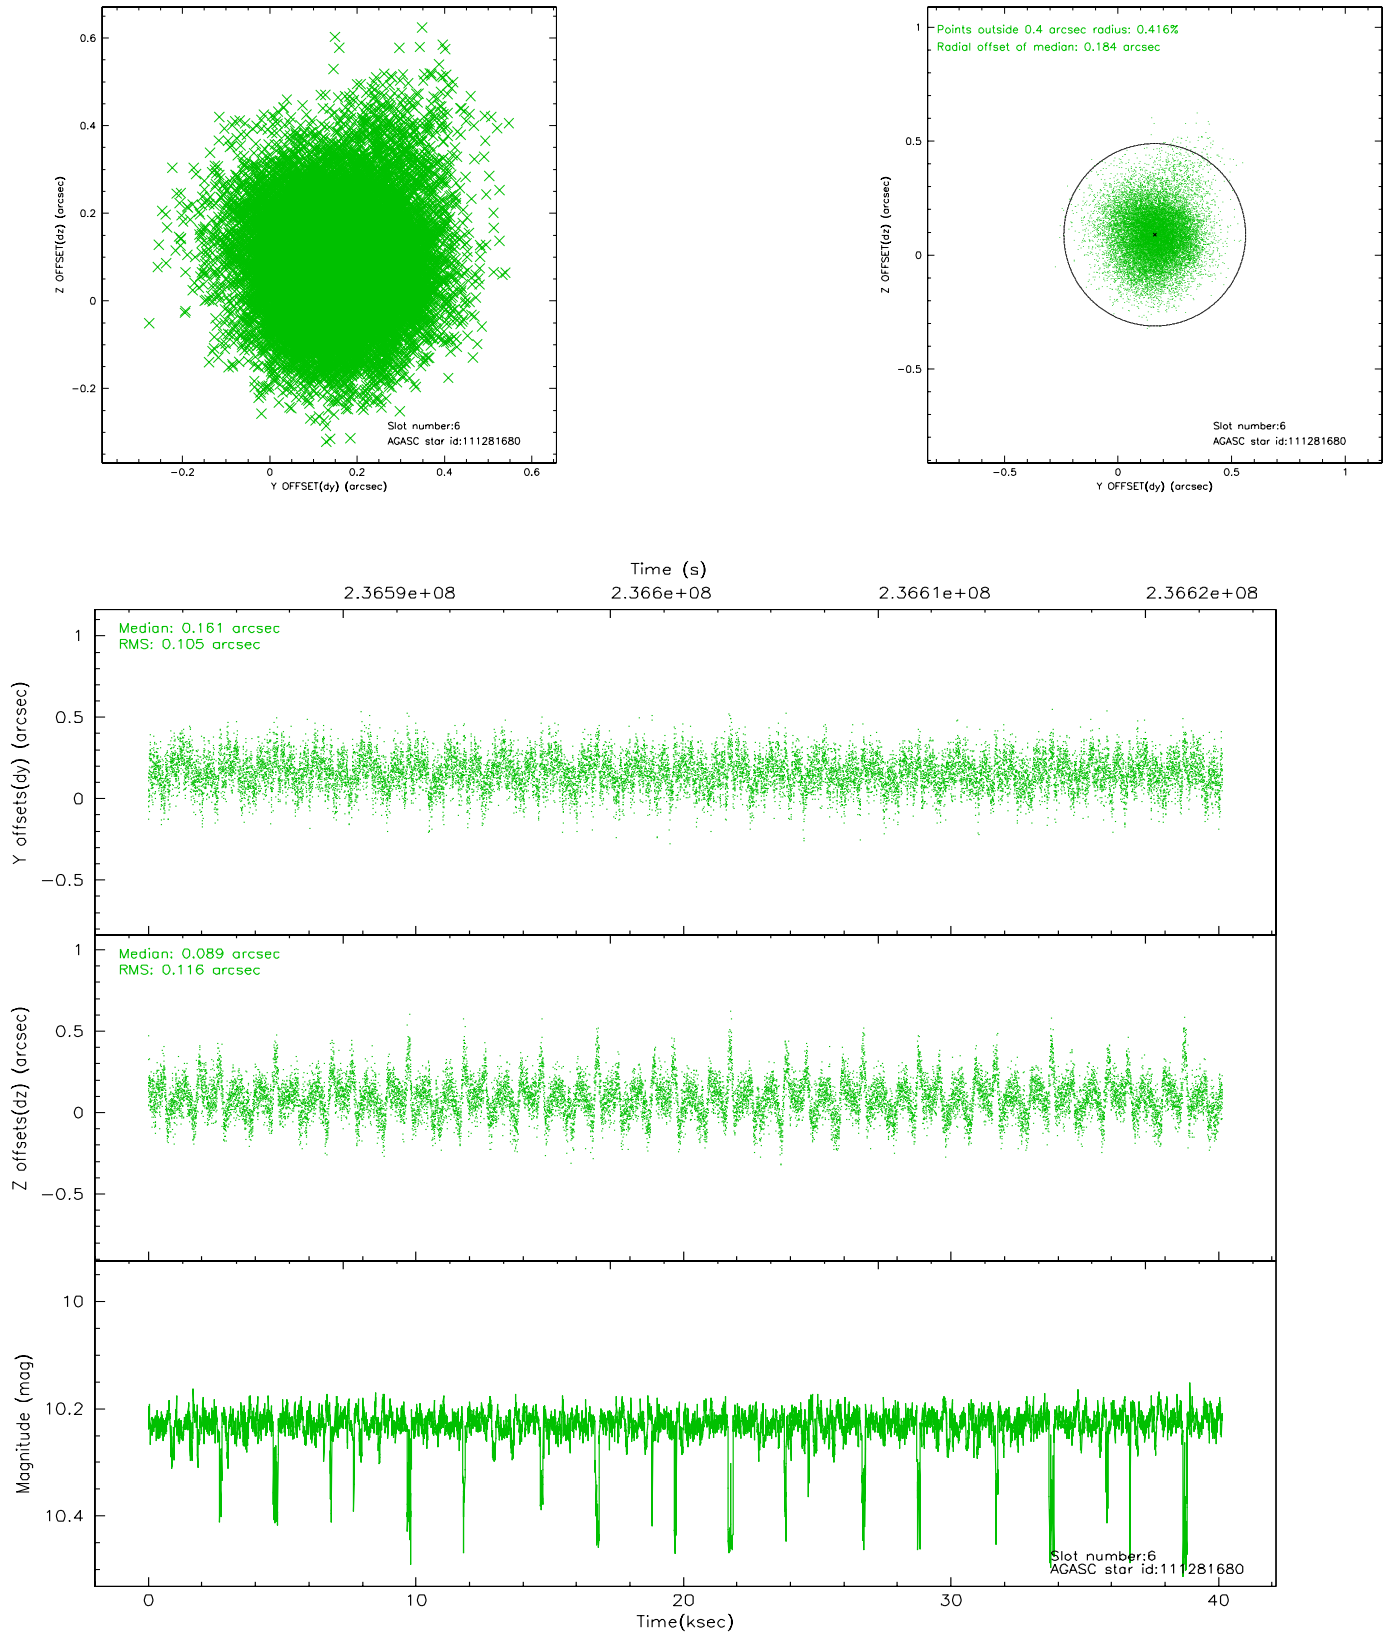 0.6
0.4
0.2
0
−0.2
Z OFFSET(dz) (arcsec)
Slot number:6
AGASC star id:111281680
−0.2 0 0.2 0.4 0.6
Y OFFSET(dy) (arcsec)
Points outside 0.4 arcsec radius: 0.416%
Radial offset of median: 0.184 arcsec
1
0.5
0
−0.5
Z OFFSET(dz) (arcsec)
Slot number:6
AGASC star id:111281680
−0.5 0 0.5 1
Y OFFSET(dy) (arcsec)
Time (s)
2.3659e+08 2.366e+08 2.3661e+08 2.3662e+08
Median: 0.161 arcsec
RMS: 0.105 arcsec
1
0.5
0
−0.5
Y offsets(dy) (arcsec)
Median: 0.089 arcsec
RMS: 0.116 arcsec
1
0.5
0
−0.5
Z offsets(dz) (arcsec)
10
10.2
10.4
Magnitude (mag)
Slot number:6
AGASC star id:111281680
0 10 20 30 40
Time(ksec)